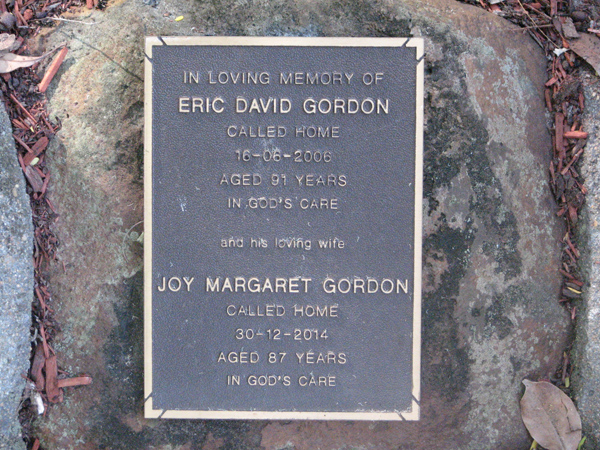 IN LOVING MEMORY OF
ERIC DAVID GORDON
CALLED HOME
16-06-2006
AGED 91 YEARS
IN GOD'S CARE
and his loving wife
JOY MARGARET GORDON
CALLED HOME
30-12-2014
AGED 87 YEARS
IN GOD'S CARE